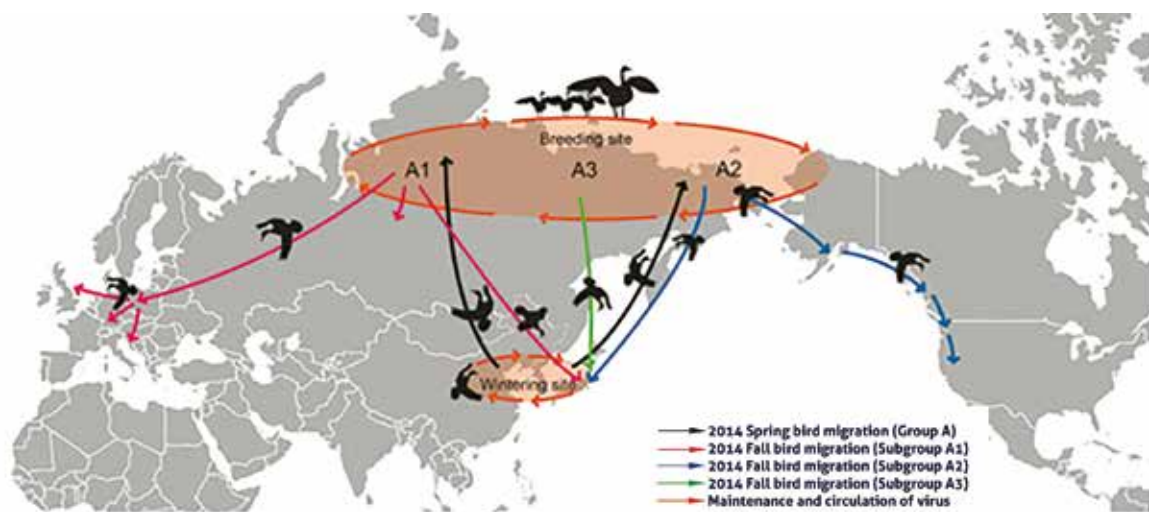 Breeding site
A1
A3
A2
Wintering site
2014 Spring bird migration (Group A)
2014 Fall bird migration (Subgroup A1)
2014 Fall bird migration (Subgroup A2)
2014 Fall bird migration (Subgroup A3)
Maintenance and circulation of virus